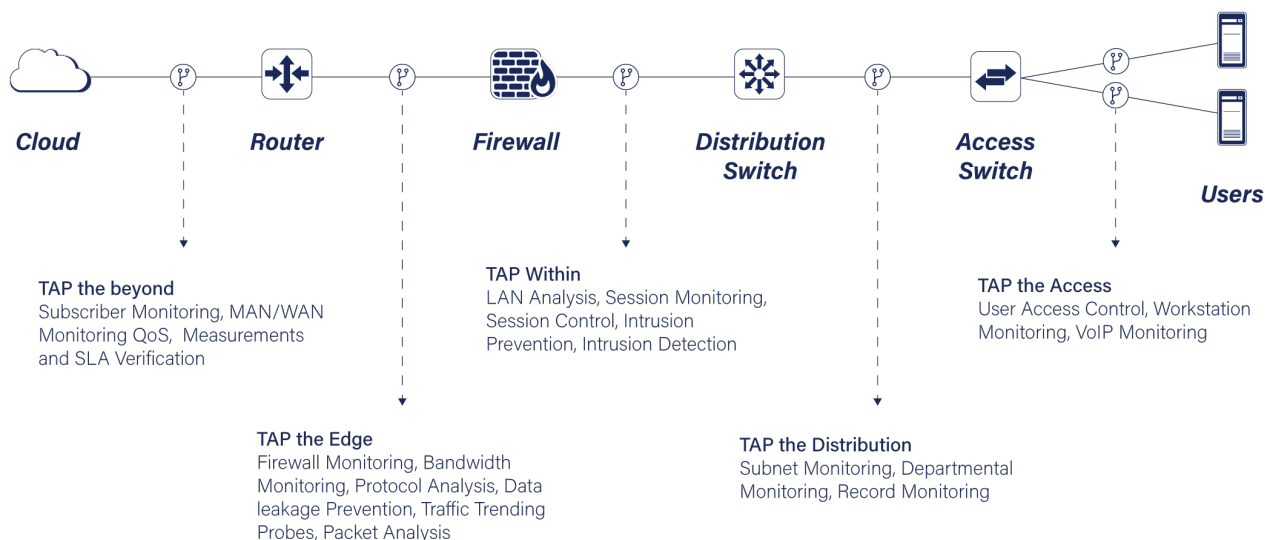 Cloud
Router
Firewall
Distribution
Switch
Access
Switch
Users
TAP the beyond
Subscriber Monitoring, MAN/WAN
Monitoring QoS,  Measurements
and SLA Verification
TAP the Edge
Firewall Monitoring, Bandwidth
Monitoring, Protocol Analysis, Data
leakage Prevention, Traffic Trending
Probes, Packet Analysis
TAP Within
LAN Analysis, Session Monitoring,
Session Control, Intrusion
Prevention, Intrusion Detection
TAP the Distribution
Subnet Monitoring, Departmental
Monitoring, Record Monitoring
TAP the Access
User Access Control, Workstation
Monitoring, VoIP Monitoring